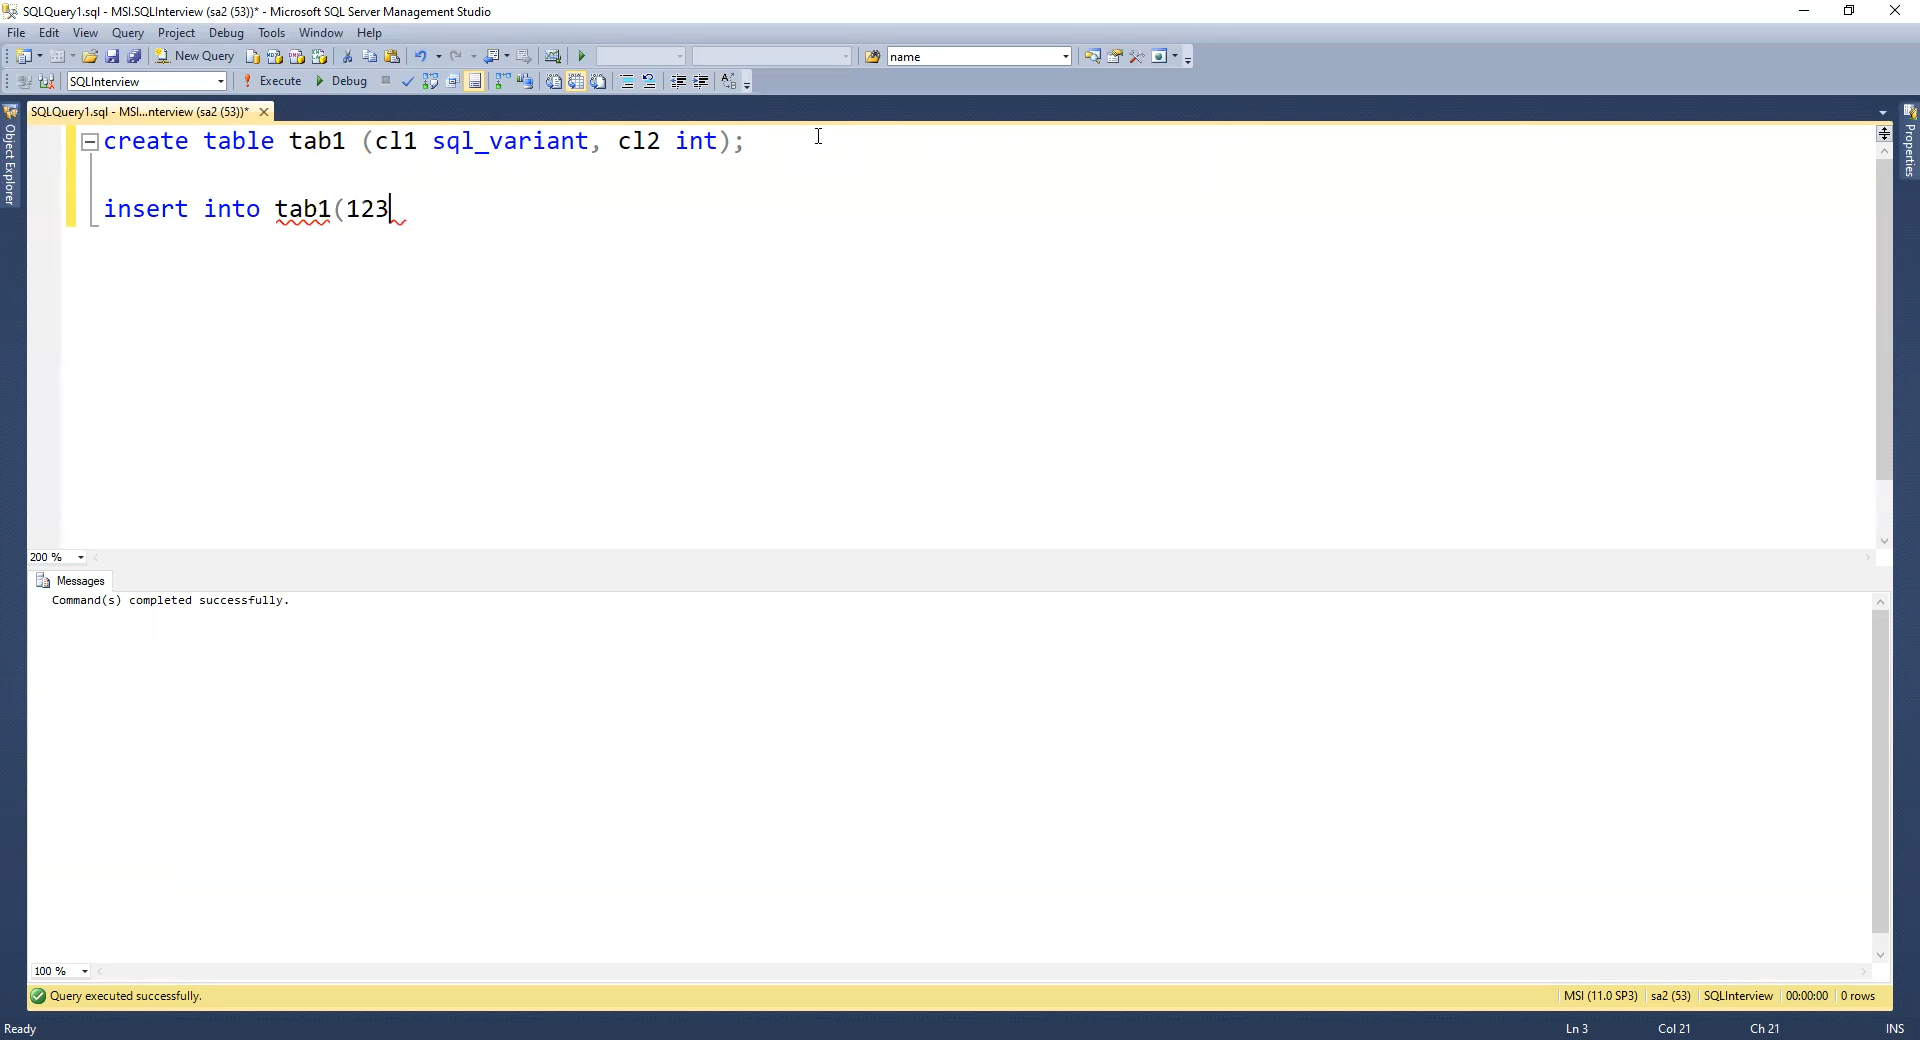 SQLQuery1.sql - MSI.SQLInterview (sa2 (53))* - Microsoft SQL Server Management Studio
File Edit View Query Project Debug Tools Window Help
New Query name
SQLInterview Execute Debug
SQLQuery1.sql - MSI...nterview (sa2 (53))*
Object Explorer
Properties
create table tab1 (cl1 sql_variant, cl2 int);
insert into tab1(123
200 %
Messages
Command(s) completed successfully.
100 %
Query executed successfully. MSI (11.0 SP3) sa2 (53) SQLInterview 00:00:00 0 rows
Ready Ln 3 Col 21 Ch 21 INS